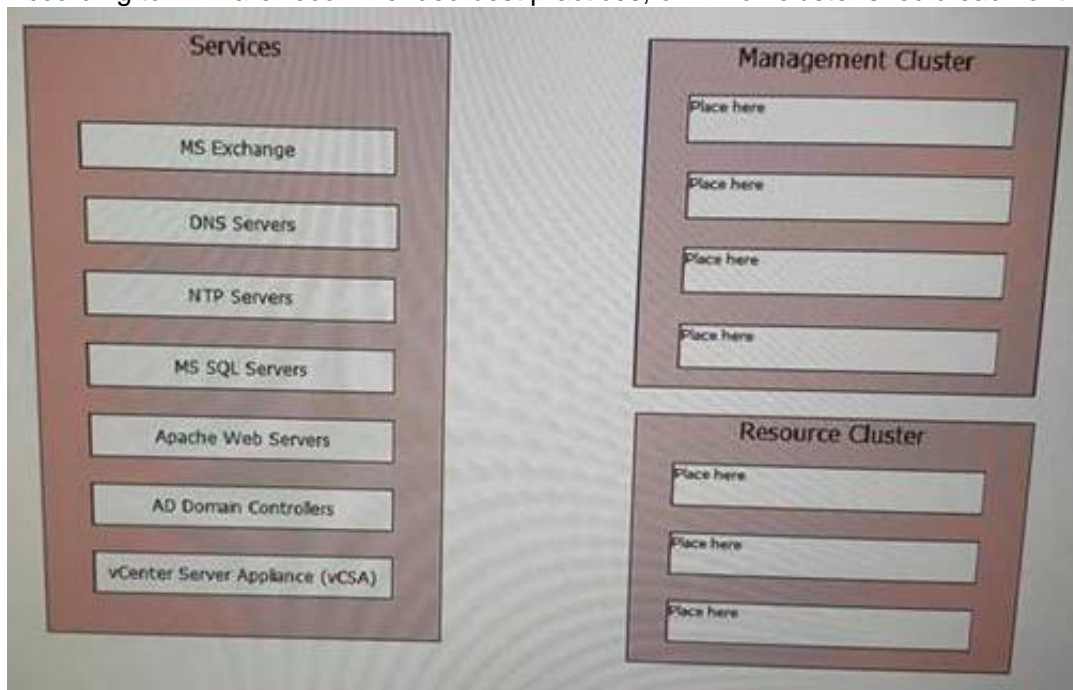 Services
MS Exchange
DNS Servers
NTP Servers
MS SQL Servers
Apache Web Servers
AD Domain Controllers
vCenter Server Appliance (vCSA)
Management Cluster
Place here
Place here
Place here
Place here
Resource Cluster
Place here
Place here
Place here